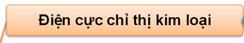 Điện cực chỉ thị kim loại